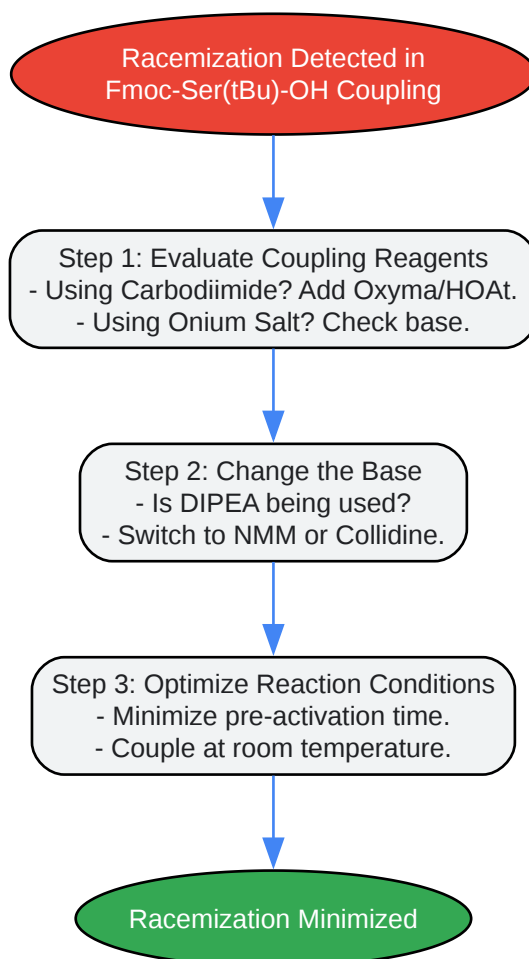 Racemization Detected in
Fmoc-Ser(tBu)-OH Coupling
Step 1: Evaluate Coupling Reagents
- Using Carbodiimide? Add Oxyma/HOAt.
- Using Onium Salt? Check base.
Step 2: Change the Base
- Is DIPEA being used?
- Switch to NMM or Collidine.
Step 3: Optimize Reaction Conditions
- Minimize pre-activation time.
- Couple at room temperature.
Racemization Minimized